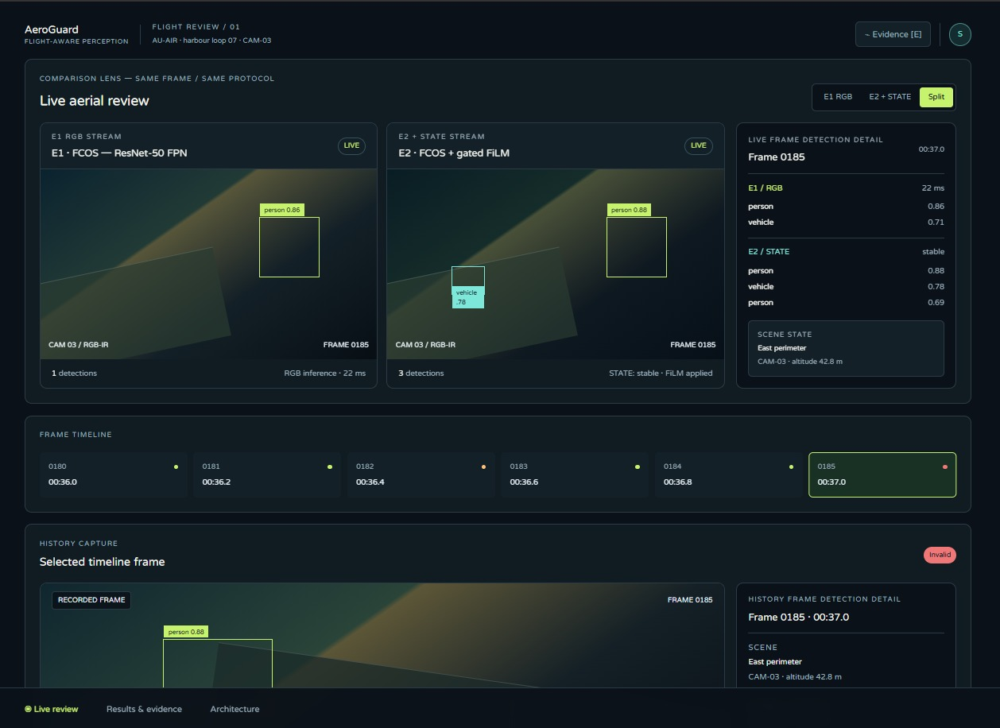 AeroGuard
FLIGHT-AWARE PERCEPTION
FLIGHT REVIEW / 01
AU-AIR · harbour loop 07 · CAM-03
~ Evidence [E]
S
COMPARISON LENS — SAME FRAME / SAME PROTOCOL
Live aerial review
E1 RGB
E2 + STATE
Split
E1 RGB STREAM
E1 · FCOS — ResNet-50 FPN
LIVE
person 0.86
CAM 03 / RGB-IR
FRAME 0185
1 detections
RGB inference · 22 ms
E2 + STATE STREAM
E2 · FCOS + gated FiLM
LIVE
person 0.88
vehicle
.78
CAM 03 / RGB-IR
FRAME 0185
3 detections
STATE: stable · FiLM applied
LIVE FRAME DETECTION DETAIL
Frame 0185
00:37.0
E1 / RGB
22 ms
person
0.86
vehicle
0.71
E2 / STATE
stable
person
0.88
vehicle
0.78
person
0.69
SCENE STATE
East perimeter
CAM-03 · altitude 42.8 m
FRAME TIMELINE
0180
00:36.0
0181
00:36.2
0182
00:36.4
0183
00:36.6
0184
00:36.8
0185
00:37.0
HISTORY CAPTURE
Selected timeline frame
Invalid
RECORDED FRAME
FRAME 0185
person 0.88
HISTORY FRAME DETECTION DETAIL
Frame 0185 · 00:37.0
SCENE
East perimeter
CAM-03 · altitude 42.8 m
Live review
Results & evidence
Architecture